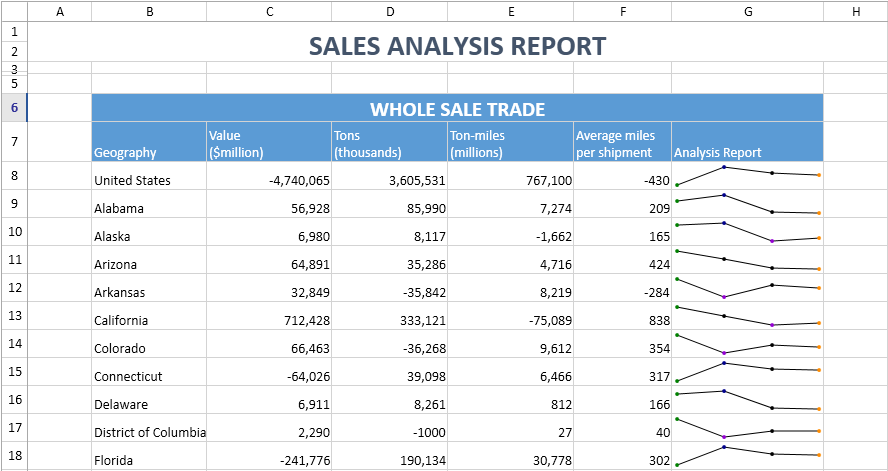 A B C D E F G H
1
2 SALES ANALYSIS REPORT
3
5
6 WHOLE SALE TRADE
7 Geography Value ($million) Tons (thousands) Ton-miles (millions) Average miles per shipment Analysis Report
8 United States -4,740,065 3,605,531 767,100 -430
9 Alabama 56,928 85,990 7,274 209
10 Alaska 6,980 8,117 -1,662 165
11 Arizona 64,891 35,286 4,716 424
12 Arkansas 32,849 -35,842 8,219 -284
13 California 712,428 333,121 -75,089 838
14 Colorado 66,463 -36,268 9,612 354
15 Connecticut -64,026 39,098 6,466 317
16 Delaware 6,911 8,261 812 166
17 District of Columbia 2,290 -1000 27 40
18 Florida -241,776 190,134 30,778 302